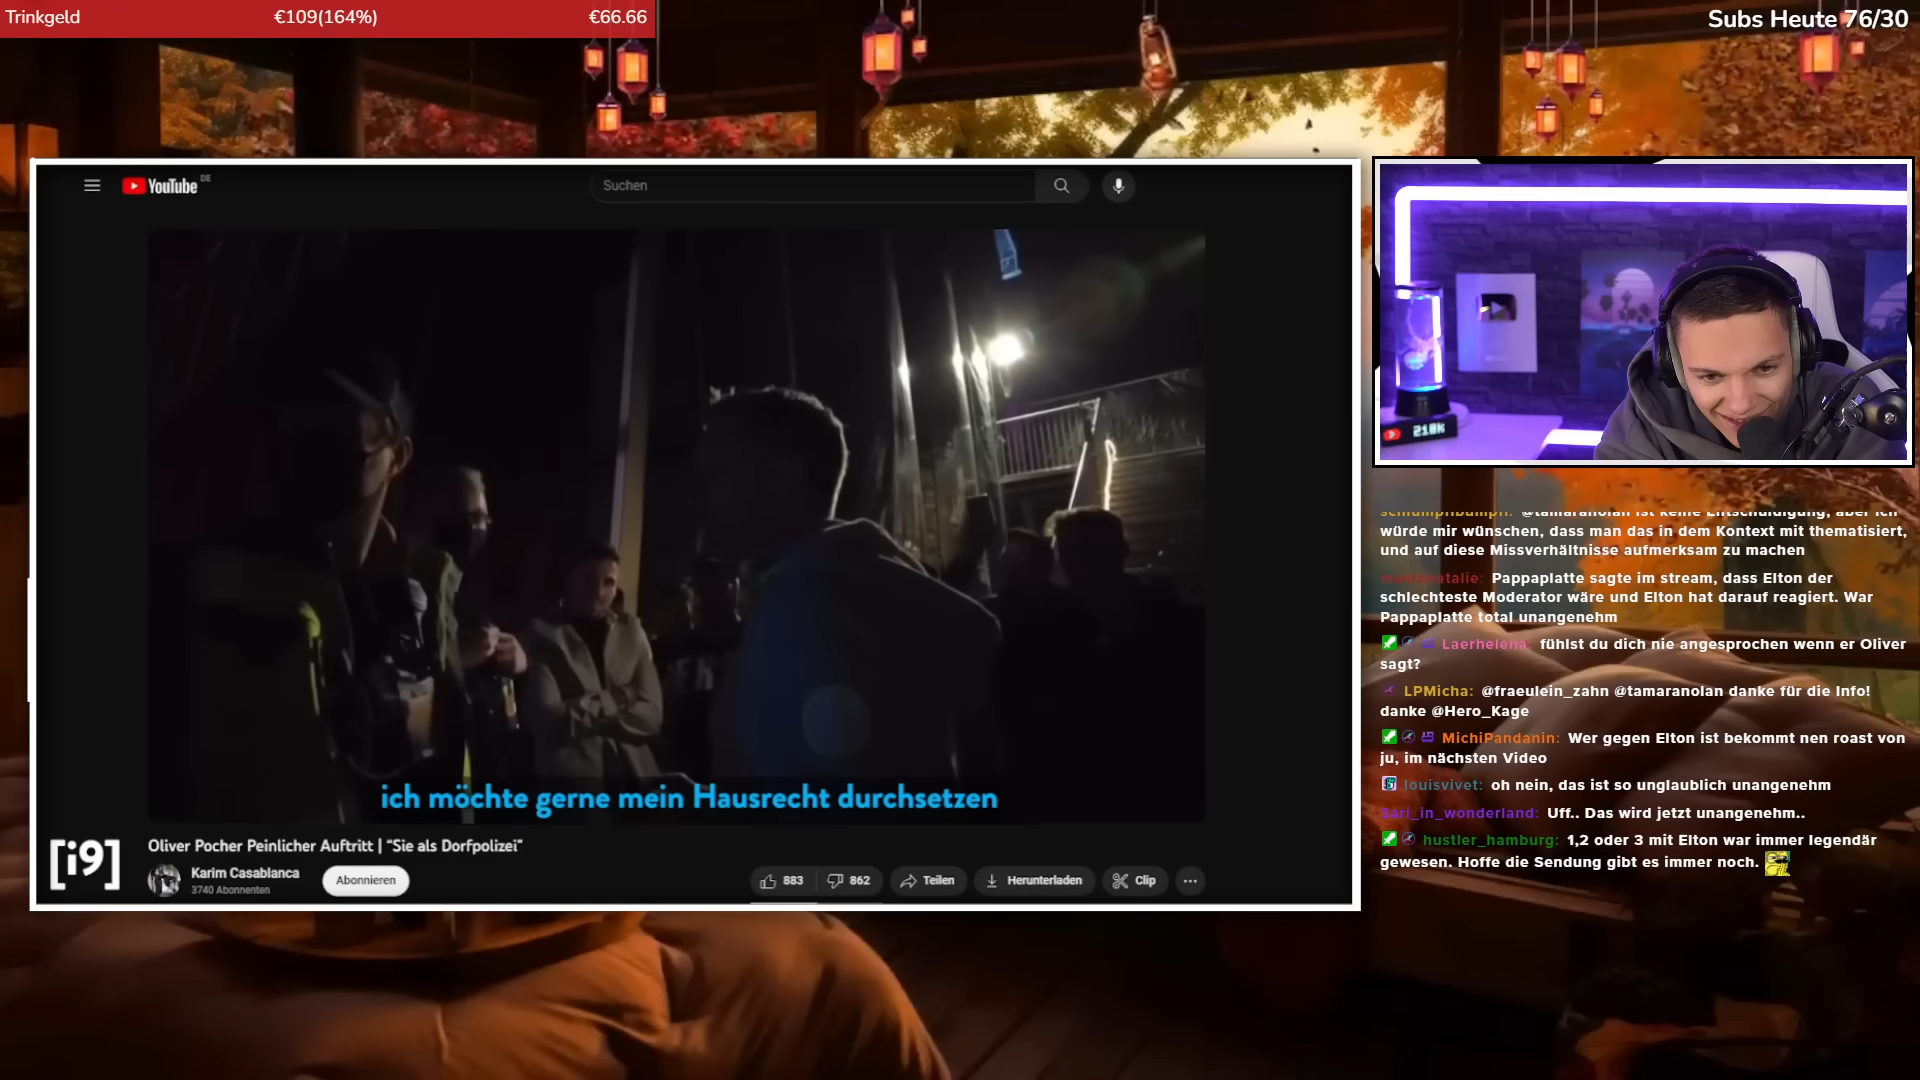 Trinkgeld €109(164%) €66.66
Subs Heute 76/30
YouTube DE
Suchen
ich möchte gerne mein Hausrecht durchsetzen
[i9]
Oliver Pocher Peinlicher Auftritt | "Sie als Dorfpolizei"
Karim Casablanca
3740 Abonnenten
Abonnieren
883
862
Teilen
Herunterladen
Clip
218K
würde mir wünschen, dass man das in dem Kontext mit thematisiert,
und auf diese Missverhältnisse aufmerksam zu machen
Pappaplatte sagte im stream, dass Elton der
schlechteste Moderator wäre und Elton hat darauf reagiert. War
Pappaplatte total unangenehm
Laerhelena: fühlst du dich nie angesprochen wenn er Oliver
sagt?
LPMicha: @fraeulein_zahn @tamaranolan danke für die Info!
danke @Hero_Kage
MichiPandanin: Wer gegen Elton ist bekommt nen roast von
ju, im nächsten Video
louisvivet: oh nein, das ist so unglaublich unangenehm
Sari_in_wonderland: Uff.. Das wird jetzt unangenehm..
hustler_hamburg: 1,2 oder 3 mit Elton war immer legendär
gewesen. Hoffe die Sendung gibt es immer noch.